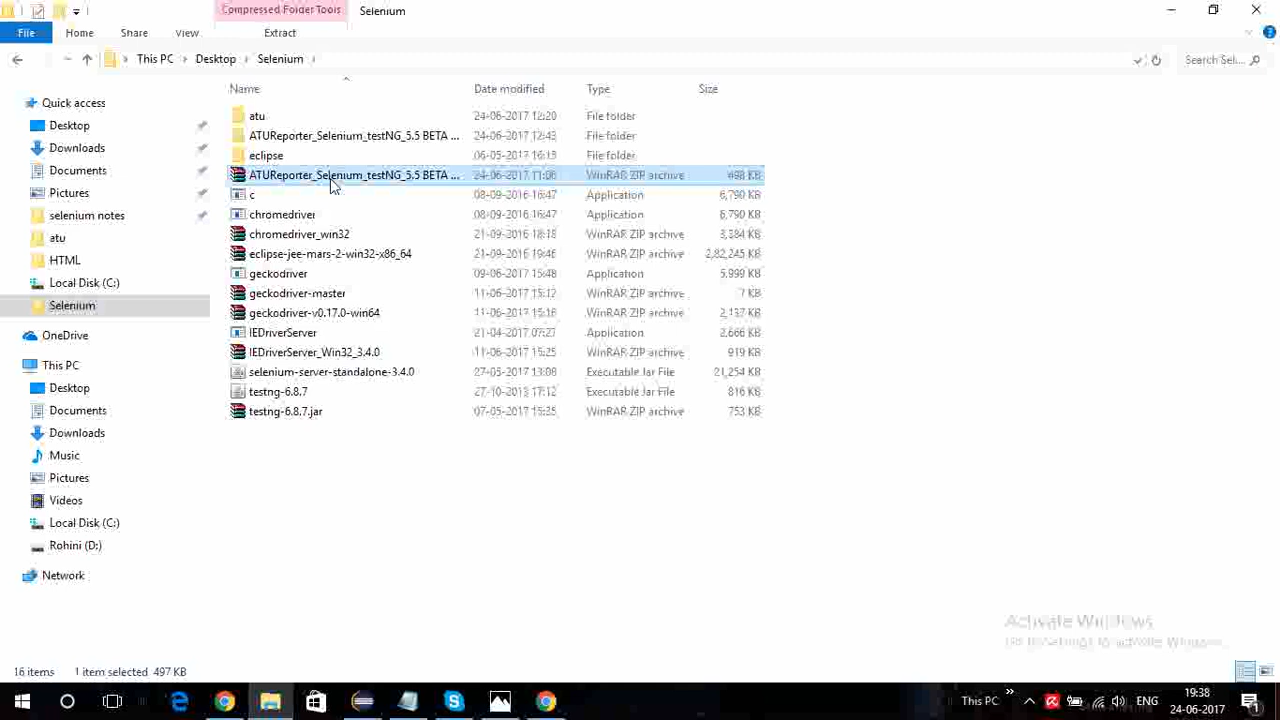 Compressed Folder Tools
Selenium
File
Home
Share
View
Extract
This PC
Desktop
Selenium
Search Sel...
Name
Date modified
Type
Size
Quick access
Desktop
Downloads
Documents
Pictures
selenium notes
atu
HTML
Local Disk (C:)
Selenium
OneDrive
This PC
Desktop
Documents
Downloads
Music
Pictures
Videos
Local Disk (C:)
Rohini (D:)
Network
atu 24-06-2017 12:20 File folder
ATUReporter_Selenium_testNG_5.5 BETA ... 24-06-2017 12:43 File folder
eclipse 06-05-2017 16:13 File folder
ATUReporter_Selenium_testNG_5.5 BETA ... 24-06-2017 11:06 WinRAR ZIP archive 498 KB
c 08-09-2016 16:47 Application 6,790 KB
chromedriver 08-09-2016 16:47 Application 6,790 KB
chromedriver_win32 21-09-2016 18:18 WinRAR ZIP archive 3,384 KB
eclipse-jee-mars-2-win32-x86_64 21-09-2016 19:46 WinRAR ZIP archive 2,82,245 KB
geckodriver 09-06-2017 15:48 Application 5,999 KB
geckodriver-master 11-06-2017 15:12 WinRAR ZIP archive 7 KB
geckodriver-v0.17.0-win64 11-06-2017 15:18 WinRAR ZIP archive 2,137 KB
IEDriverServer 21-04-2017 07:27 Application 2,666 KB
IEDriverServer_Win32_3.4.0 11-06-2017 15:25 WinRAR ZIP archive 919 KB
selenium-server-standalone-3.4.0 27-05-2017 13:08 Executable Jar File 21,254 KB
testng-6.8.7 27-10-2013 17:12 Executable Jar File 816 KB
testng-6.8.7.jar 07-05-2017 15:35 WinRAR ZIP archive 753 KB
Activate Windows
Go to Settings to activate Windows.
16 items 1 item selected 497 KB
This PC
ENG
19:38
24-06-2017